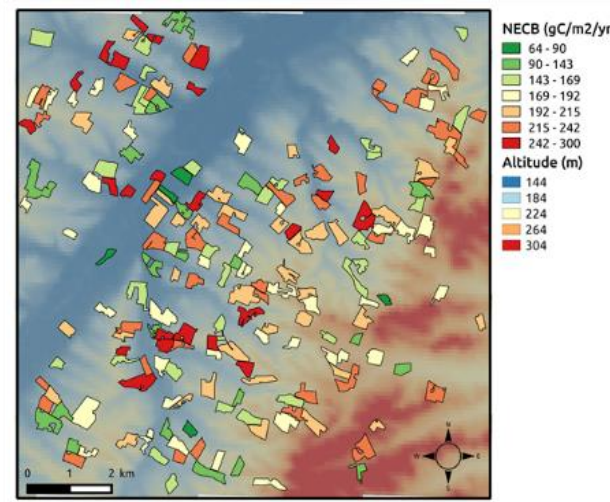 NECB (gC/m2/yr
64 - 90
90 - 143
143 - 169
169 - 192
192 - 215
215 - 242
242 - 300
Altitude (m)
144
184
224
264
304
N
W E
S
0 1 2 km